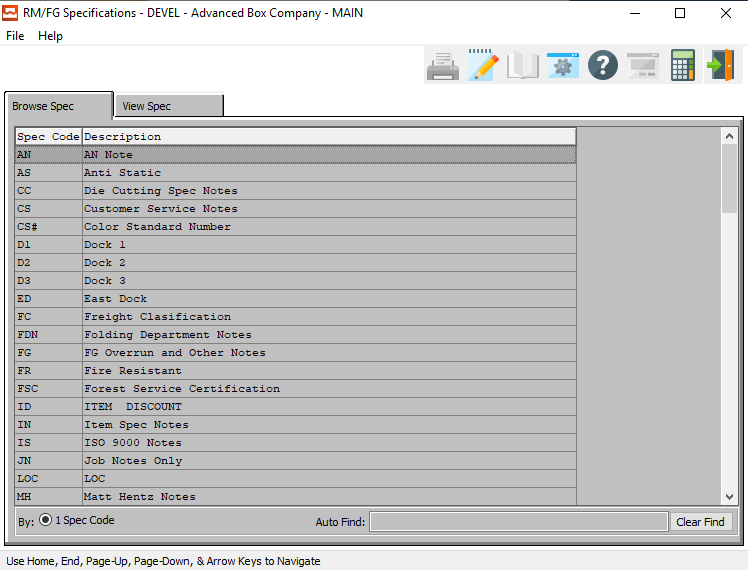 RM/FG Specifications - DEVEL - Advanced Box Company - MAIN
File Help
Browse Spec View Spec
Spec Code Description
AN AN Note
AS Anti Static
CC Die Cutting Spec Notes
CS Customer Service Notes
CS# Color Standard Number
D1 Dock 1
D2 Dock 2
D3 Dock 3
ED East Dock
FC Freight Clasification
FDN Folding Department Notes
FG FG Overrun and Other Notes
FR Fire Resistant
FSC Forest Service Certification
ID ITEM  DISCOUNT
IN Item Spec Notes
IS ISO 9000 Notes
JN Job Notes Only
LOC LOC
MH Matt Hentz Notes
By: 1 Spec Code Auto Find: Clear Find
Use Home, End, Page-Up, Page-Down, & Arrow Keys to Navigate